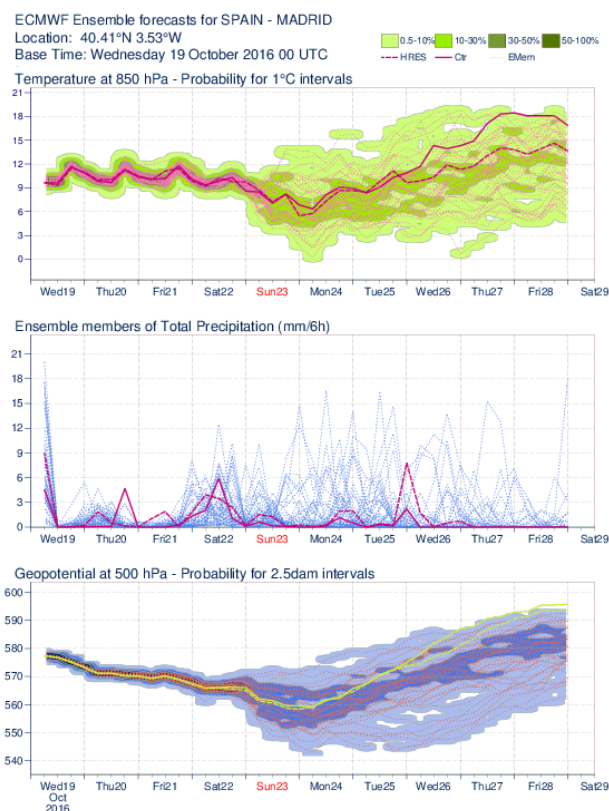 ECMWF Ensemble forecasts for SPAIN - MADRID
Location: 40.41°N 3.53°W
Base Time: Wednesday 19 October 2016 00 UTC
0.5-10% 10-30% 30-50% 50-100%
HRES Ctr EMem
Temperature at 850 hPa - Probability for 1°C intervals
21
18
15
12
9
6
3
0
Wed19 Thu20 Fri21 Sat22 Sun23 Mon24 Tue25 Wed26 Thu27 Fri28 Sat29
Ensemble members of Total Precipitation (mm/6h)
21
18
15
12
9
6
3
0
Wed19 Thu20 Fri21 Sat22 Sun23 Mon24 Tue25 Wed26 Thu27 Fri28 Sat29
Geopotential at 500 hPa - Probability for 2.5dam intervals
600
590
580
570
560
550
540
Wed19 Thu20 Fri21 Sat22 Sun23 Mon24 Tue25 Wed26 Thu27 Fri28 Sat29
Oct
2016